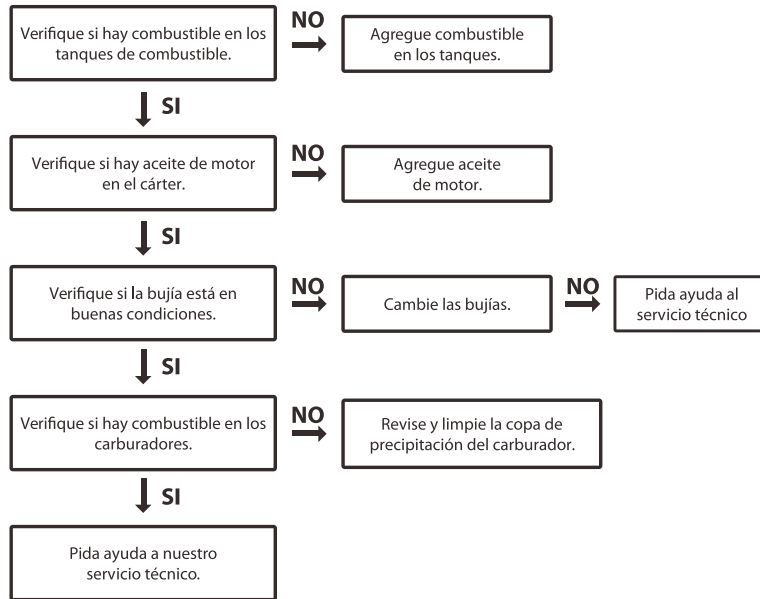 Verifique si hay combustible en los
tanques de combustible.
NO
Agregue combustible
en los tanques.
SI
Verifique si hay aceite de motor
en el cárter.
NO
Agregue aceite
de motor.
SI
Verifique si la bujía está en
buenas condiciones.
NO
Cambie las bujías.
NO
Pida ayuda al
servicio técnico
SI
Verifique si hay combustible en los
carburadores.
NO
Revise y limpie la copa de
precipitación del carburador.
SI
Pida ayuda a nuestro
servicio técnico.